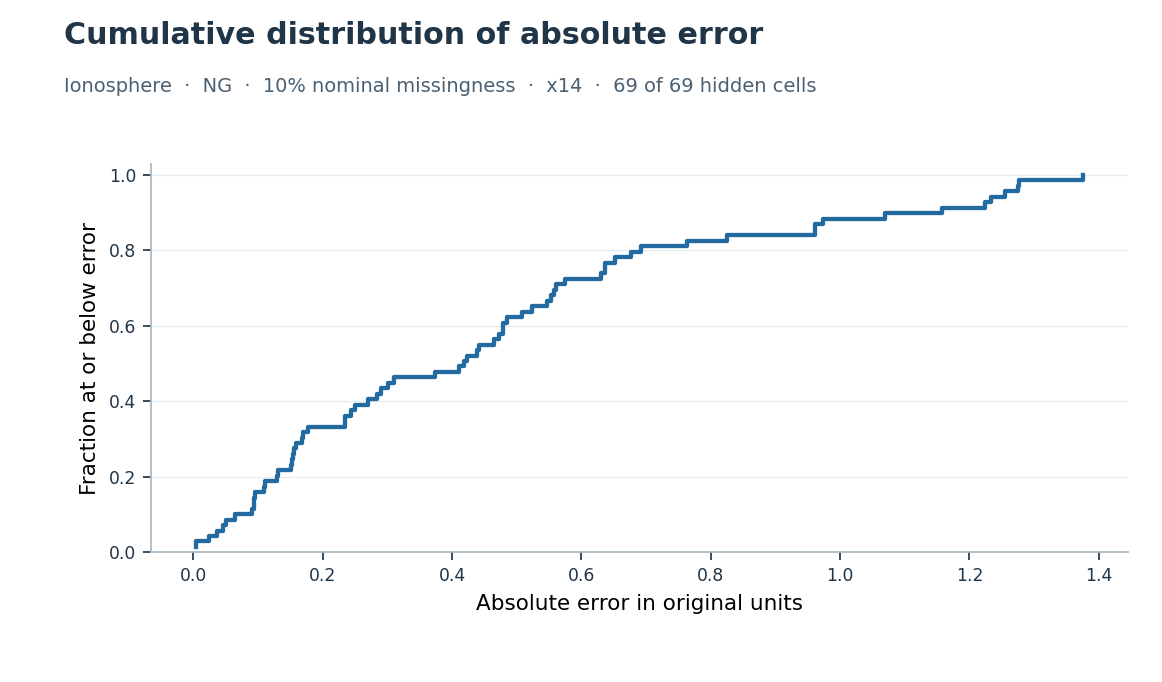 Cumulative distribution of absolute error
Ionosphere · NG · 10% nominal missingness · x14 · 69 of 69 hidden cells
Fraction at or below error
1.0
0.8
0.6
0.4
0.2
0.0
0.0 0.2 0.4 0.6 0.8 1.0 1.2 1.4
Absolute error in original units